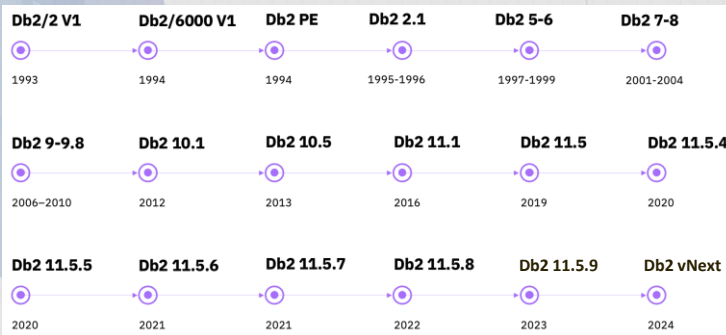 Db2/2 V1 Db2/6000 V1 Db2 PE Db2 2.1 Db2 5-6 Db2 7-8
1993 1994 1994 1995-1996 1997-1999 2001-2004
Db2 9-9.8 Db2 10.1 Db2 10.5 Db2 11.1 Db2 11.5 Db2 11.5.4
2006–2010 2012 2013 2016 2019 2020
Db2 11.5.5 Db2 11.5.6 Db2 11.5.7 Db2 11.5.8 Db2 11.5.9 Db2 vNext
2020 2021 2021 2022 2023 2024